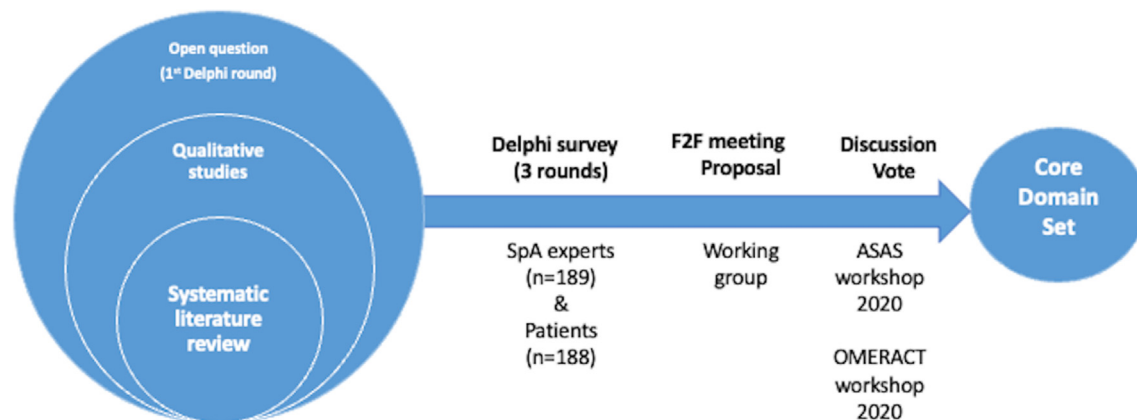 Open question
(1st Delphi round)
Qualitative
studies
Systematic
literature
review
Delphi survey
(3 rounds)
SpA experts
(n=189)
&
Patients
(n=188)
F2F meeting
Proposal
Working
group
Discussion
Vote
ASAS
workshop
2020
OMERACT
workshop
2020
Core
Domain
Set